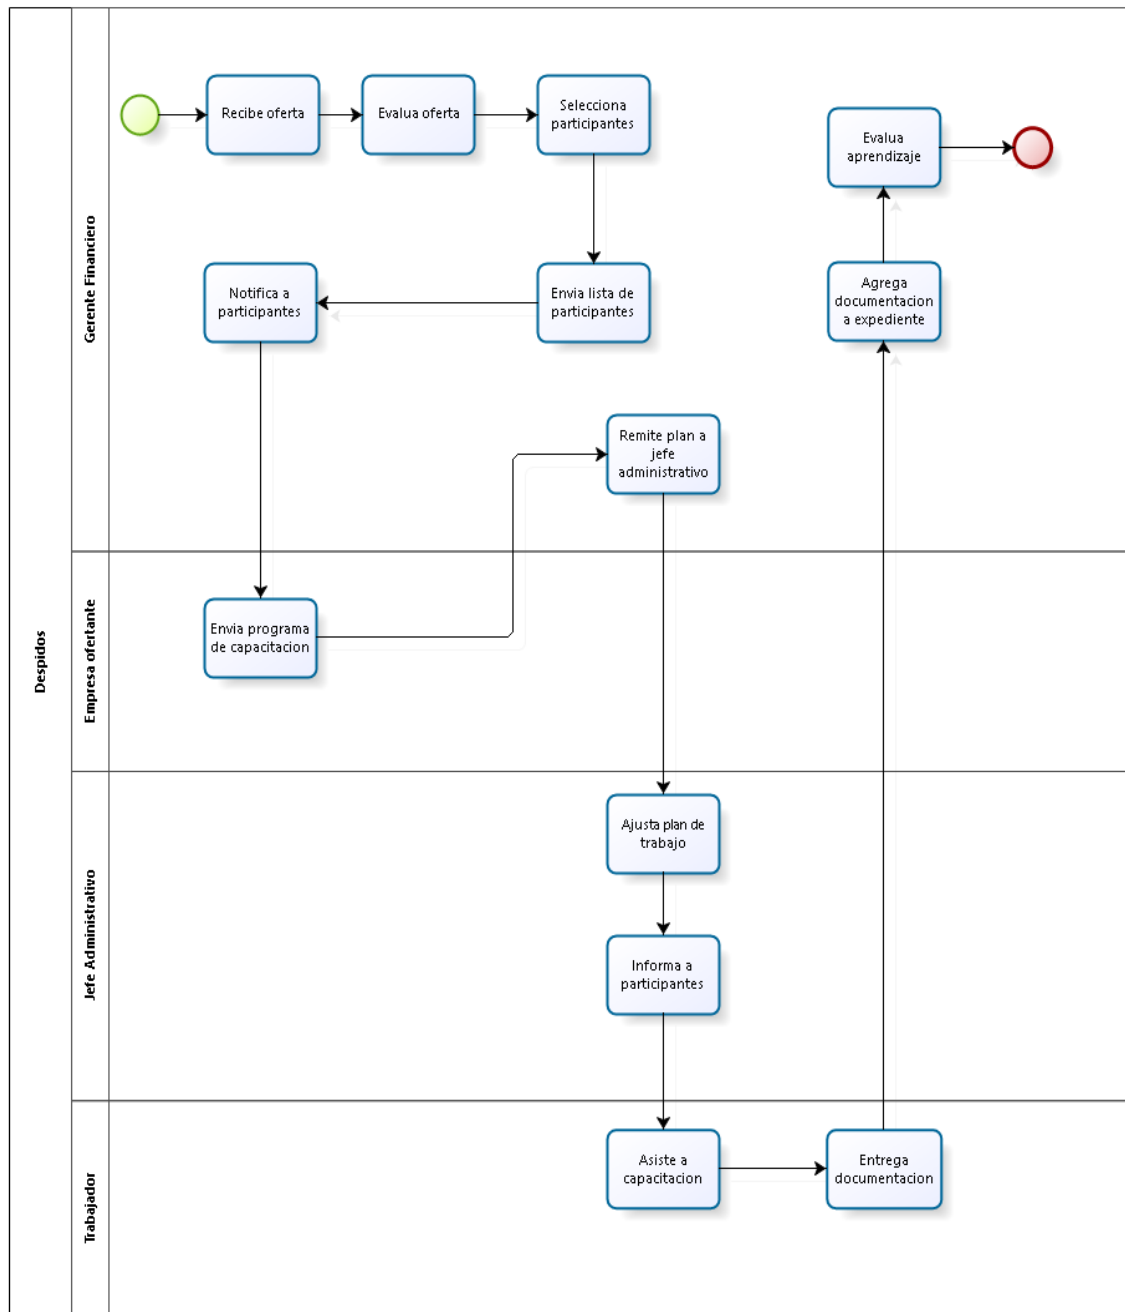 Despidos
Gerente Financiero
Recibe oferta
Evalua oferta
Selecciona
participantes
Evalua
aprendizaje
Notifica a
participantes
Envia lista de
participantes
Agrega
documentacion
a expediente
Remite plan a
jefe
administrativo
Empresa ofertante
Envia programa
de capacitacion
Jefe Administrativo
Ajusta plan de
trabajo
Informa a
participantes
Trabajador
Asiste a
capacitacion
Entrega
documentacion